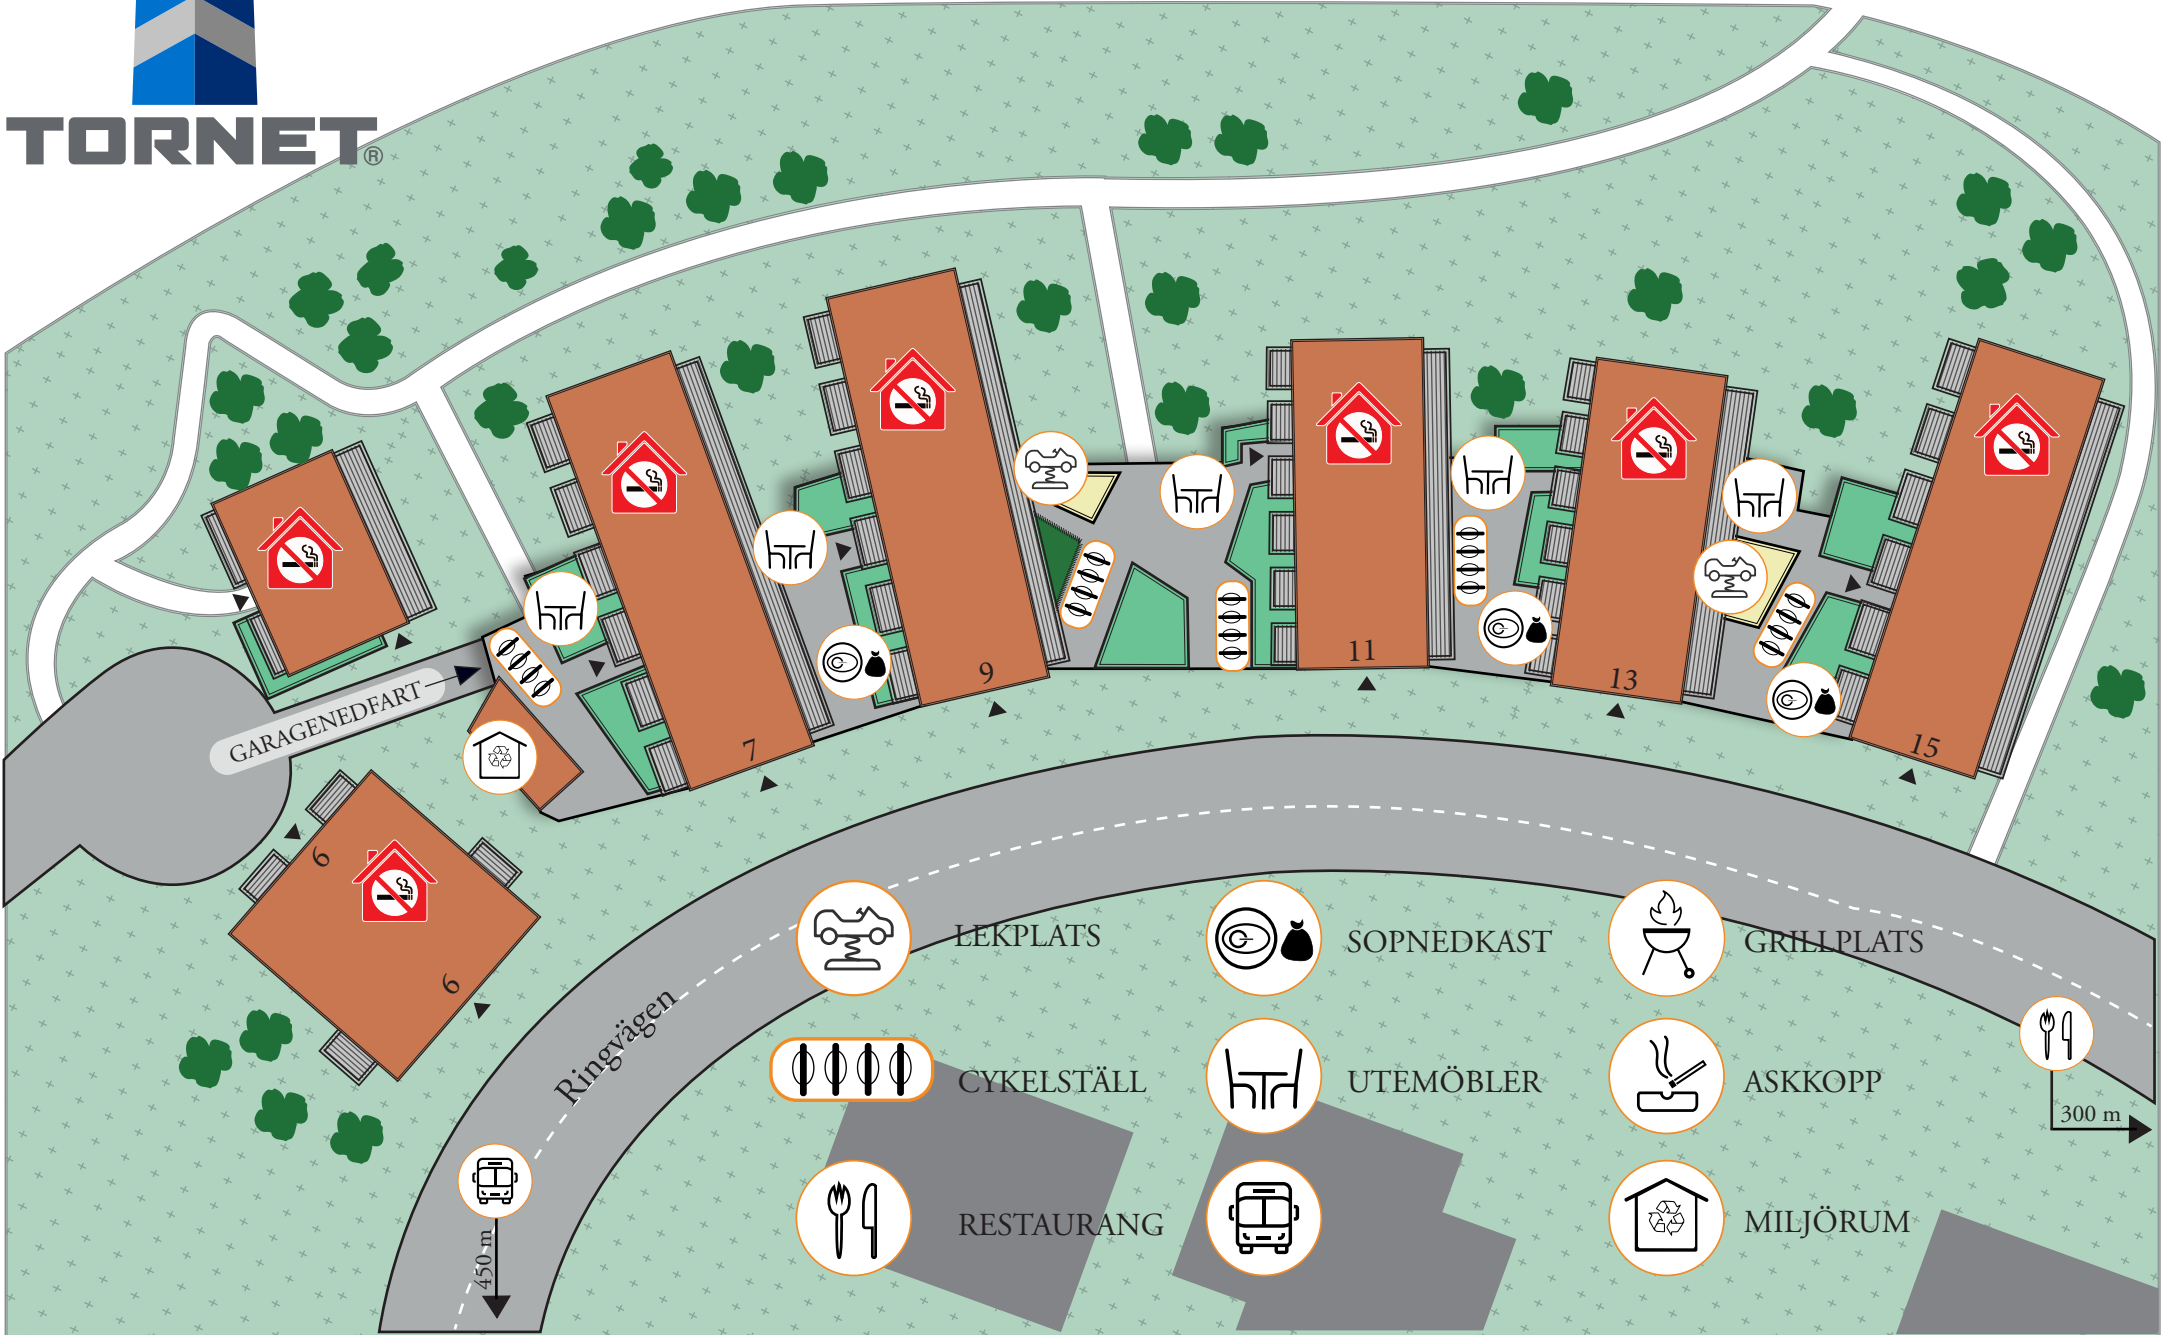 TORNET®
GARAGENEDFART
7
9
11
13
15
6
6
Ringvägen
LEKPLATS
SOPNEDKAST
GRILLPLATS
CYKELSTÄLL
UTEMÖBLER
ASKKOPP
RESTAURANG
MILJÖRUM
300 m
450 m